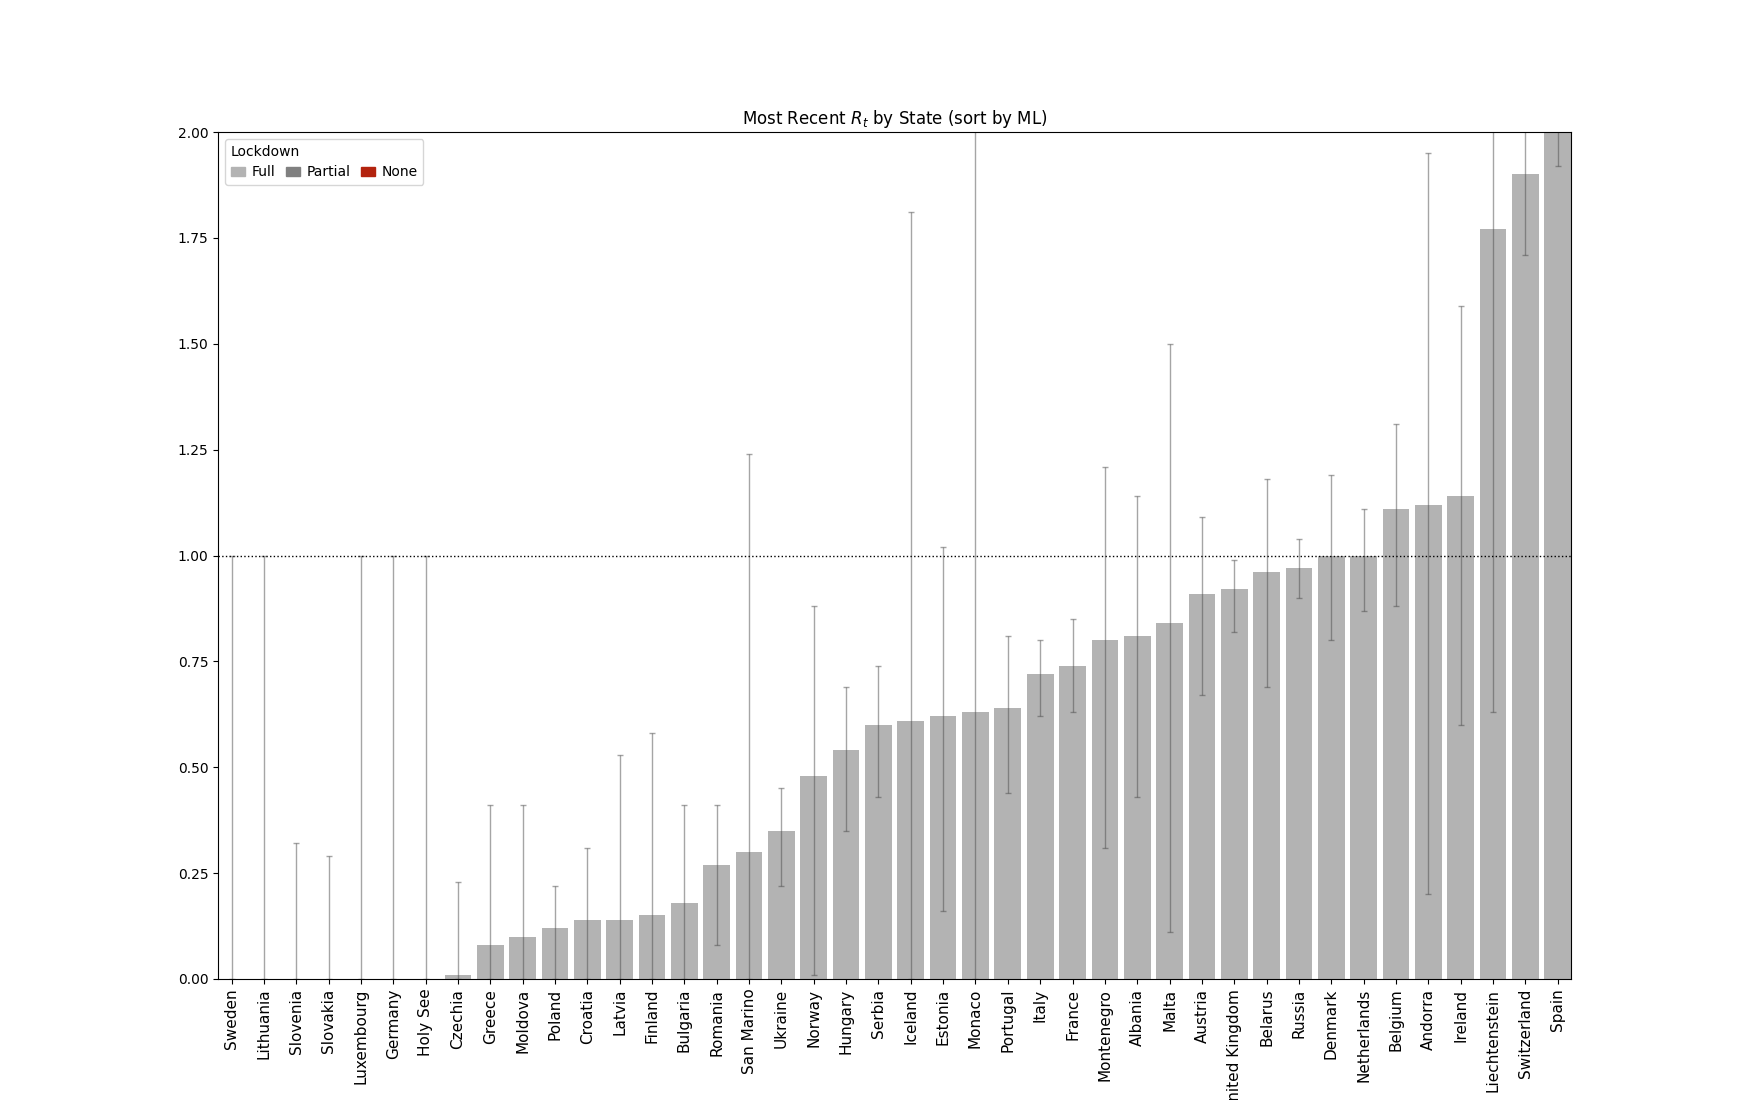 Most Recent Rt by State (sort by ML)
2.00
Lockdown
Full Partial None
1.75
1.50
1.25
1.00
0.75
0.50
0.25
0.00
Sweden
Lithuania
Slovenia
Slovakia
Luxembourg
Germany
Holy See
Czechia
Greece
Moldova
Poland
Croatia
Latvia
Finland
Bulgaria
Romania
San Marino
Ukraine
Norway
Hungary
Serbia
Iceland
Estonia
Monaco
Portugal
Italy
France
Montenegro
Albania
Malta
Austria
nited Kingdom
Belarus
Russia
Denmark
Netherlands
Belgium
Andorra
Ireland
Liechtenstein
Switzerland
Spain